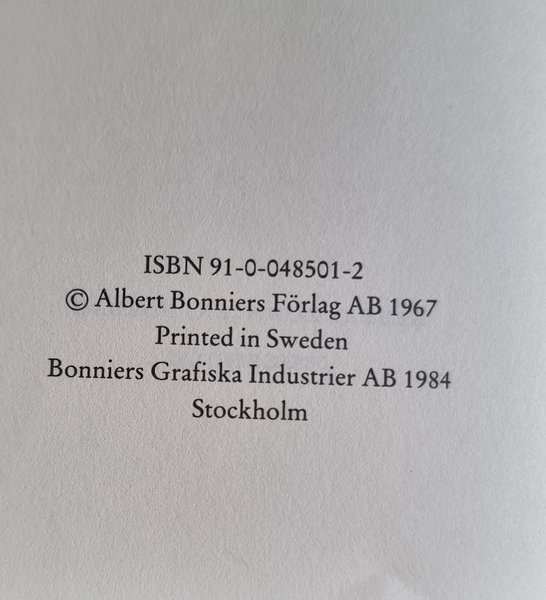 ISBN 91-0-048501-2
© Albert Bonniers Förlag AB 1967
Printed in Sweden
Bonniers Grafiska Industrier AB 1984
Stockholm